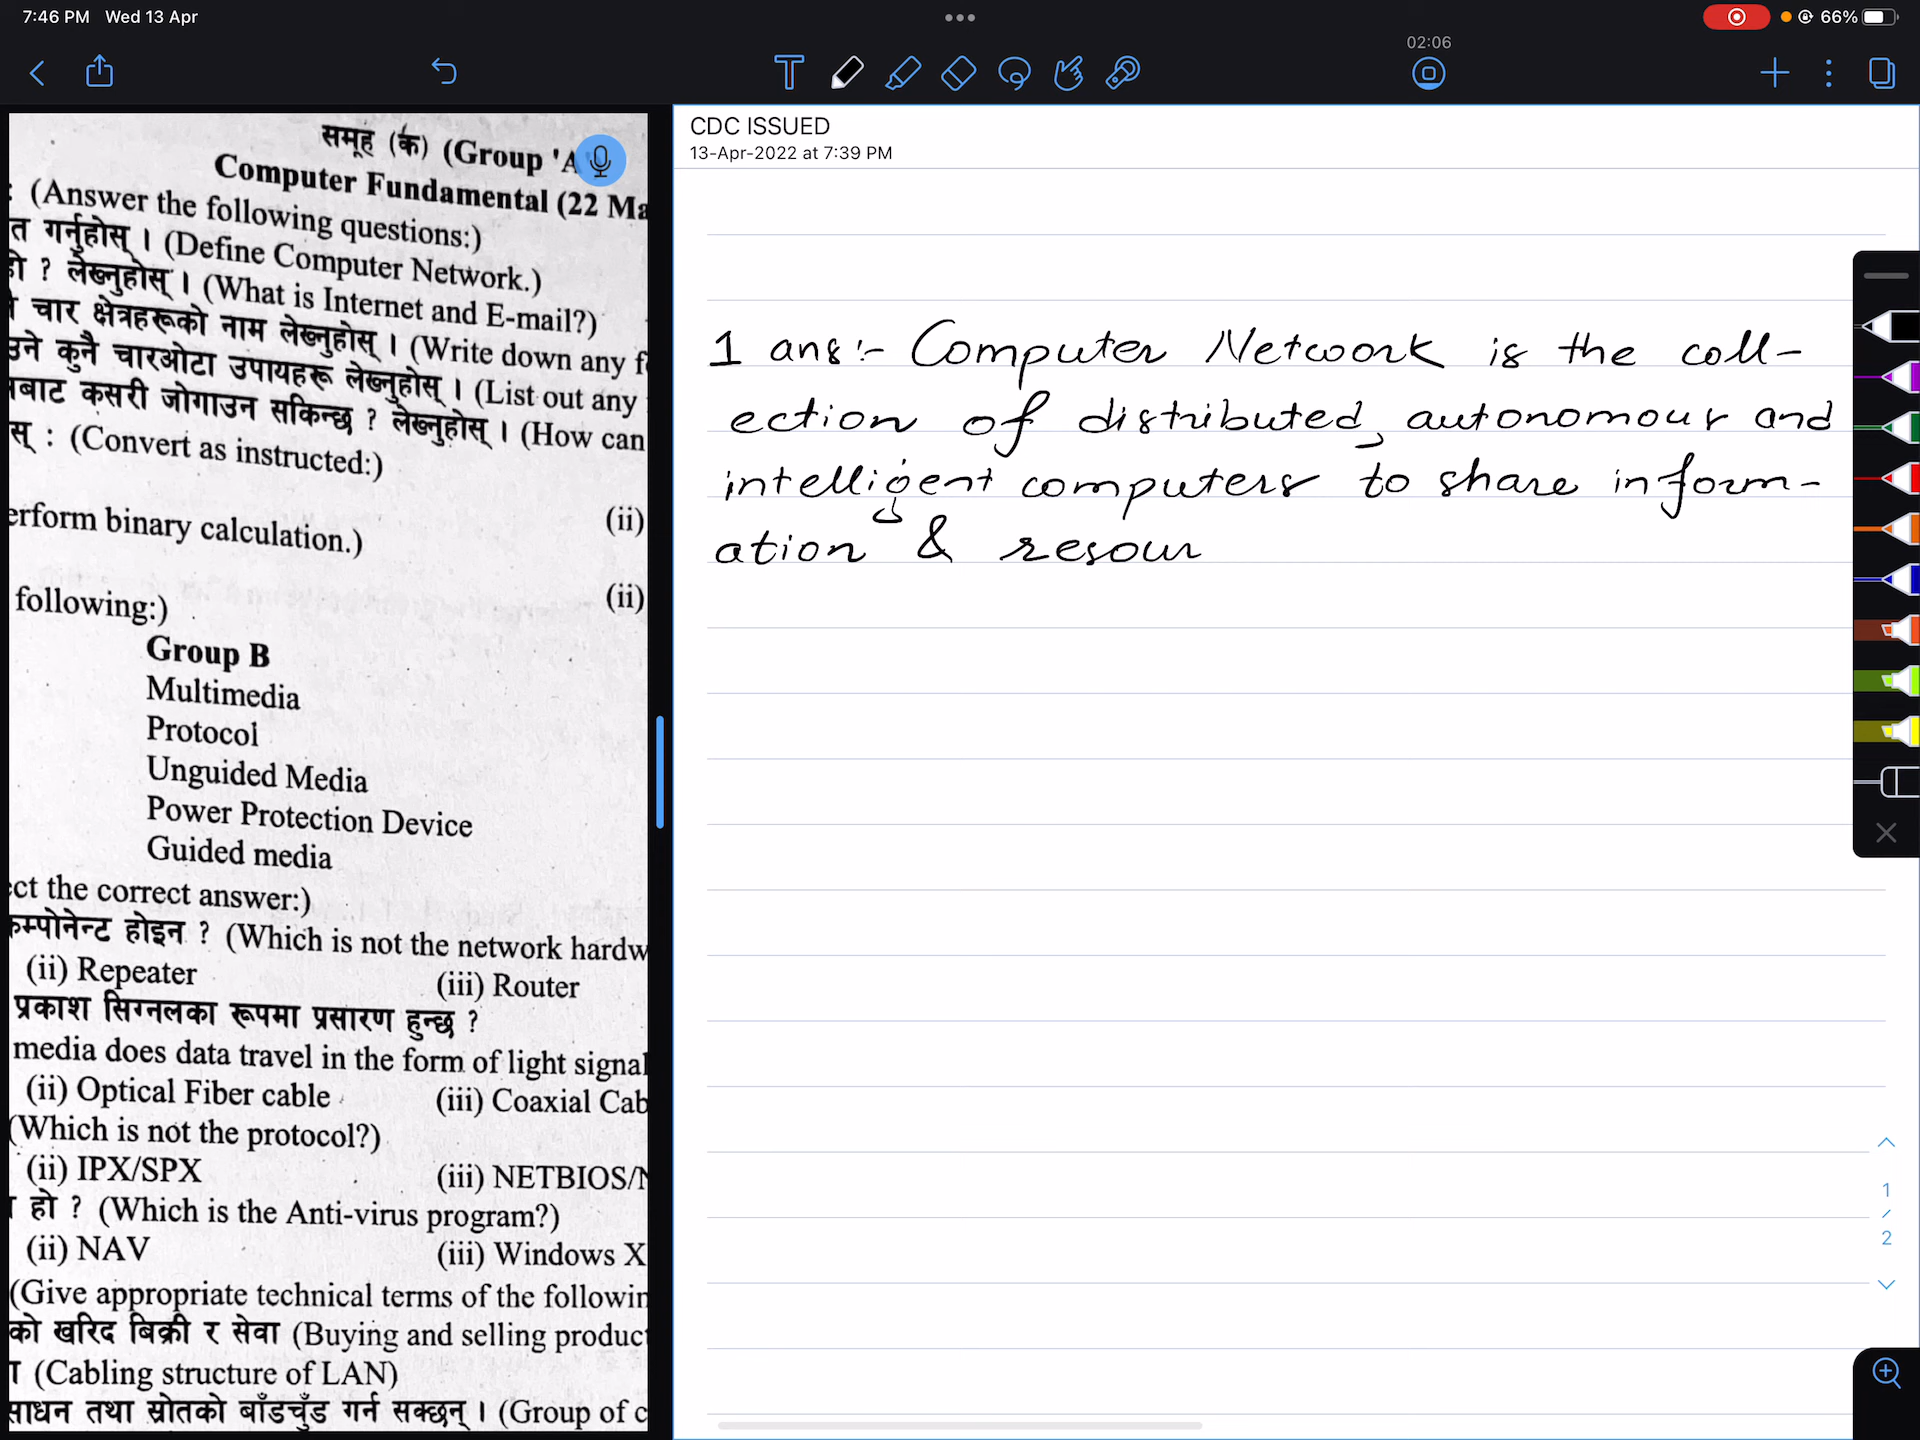 7:46 PM Wed 13 Apr
66%
02:06
समूह (क) (Group 'A
Computer Fundamental (22 Ma
: (Answer the following questions:)
त गर्नुहोस् । (Define Computer Network.)
हो ? लेख्नुहोस् । (What is Internet and E-mail?)
चार क्षेत्रहरूको नाम लेख्नुहोस् । (Write down any f
उने कुनै चारओटा उपायहरू लेख्नुहोस् । (List out any
बाट कसरी जोगाउन सकिन्छ ? लेख्नुहोस् । (How can
स् : (Convert as instructed:)
(ii)
erform binary calculation.)
(ii)
following:)
Group B
Multimedia
Protocol
Unguided Media
Power Protection Device
Guided media
ect the correct answer:)
कम्पोनेन्ट होइन ? (Which is not the network hardw
(ii) Repeater (iii) Router
प्रकाश सिग्नलका रूपमा प्रसारण हुन्छ ?
media does data travel in the form of light signal
(ii) Optical Fiber cable (iii) Coaxial Cab
(Which is not the protocol?)
(ii) IPX/SPX (iii) NETBIOS/N
हो ? (Which is the Anti-virus program?)
(ii) NAV (iii) Windows X
(Give appropriate technical terms of the followin
को खरिद बिक्री र सेवा (Buying and selling product
(Cabling structure of LAN)
साधन तथा स्रोतको बाँडचुँड गर्न सक्छन् । (Group of c
CDC ISSUED
13-Apr-2022 at 7:39 PM
1 ans:- Computer Network is the coll-
ection of distributed, autonomour and
intelligent computers to share inform-
ation & resour
1
/
2